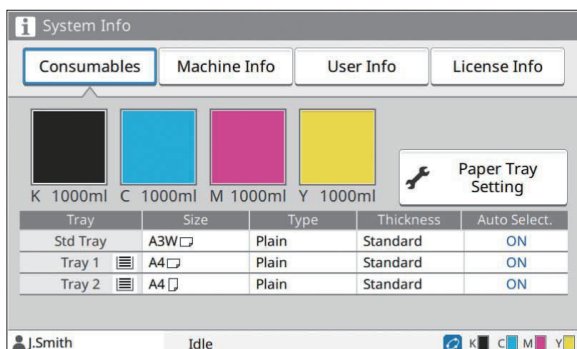 System Info
Consumables Machine Info User Info License Info
K 1000ml C 1000ml M 1000ml Y 1000ml
Paper Tray
Setting
Tray Size Type Thickness Auto Select.
Std Tray A3W Plain Standard ON
Tray 1 A4 Plain Standard ON
Tray 2 A4 Plain Standard ON
J.Smith Idle K C M Y